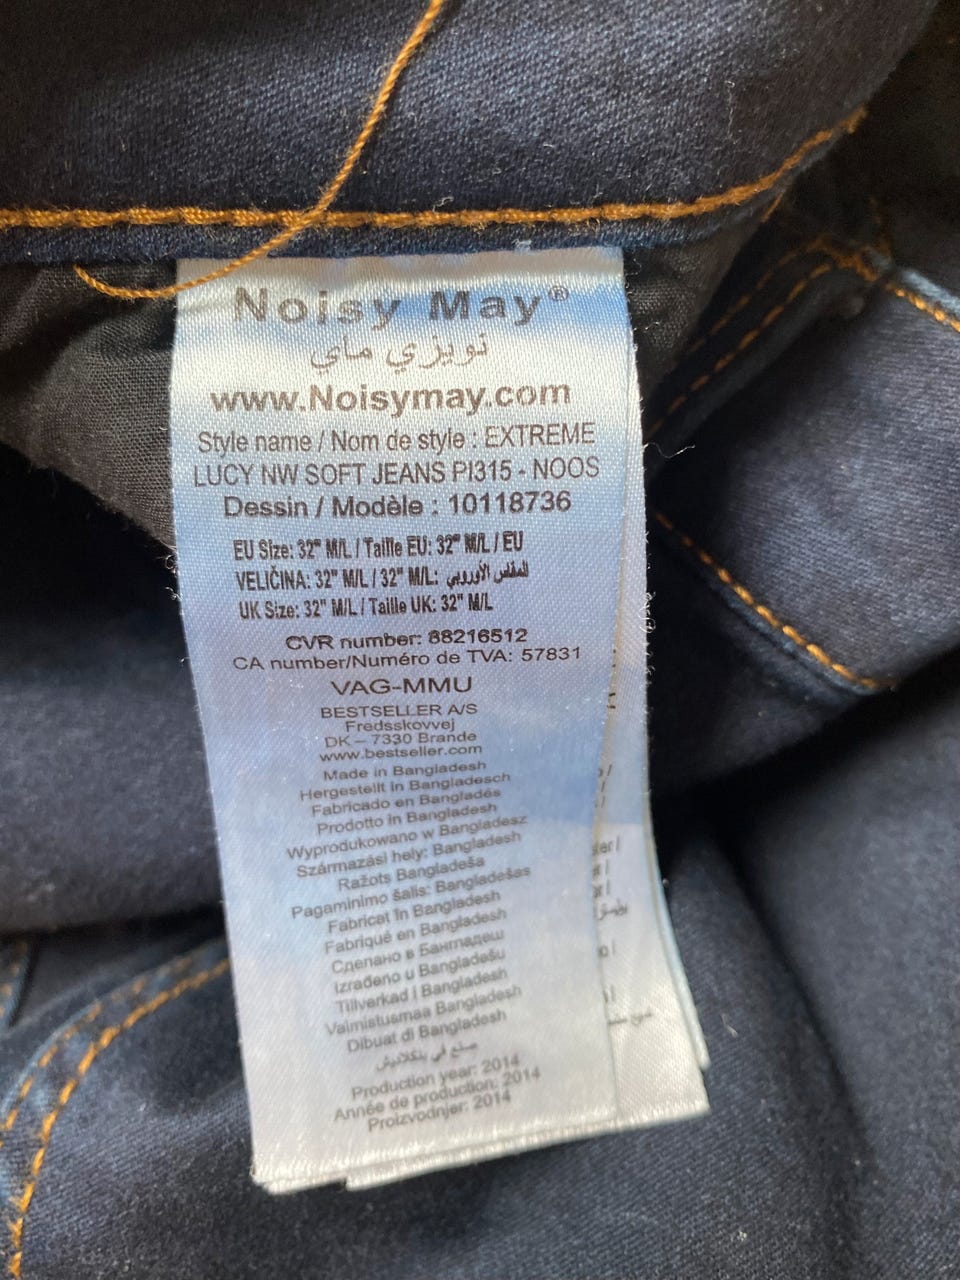 Noisy May®
نويزي ماي
www.Noisymay.com
Style name / Nom de style : EXTREME
LUCY NW SOFT JEANS PI315 - NOOS
Dessin / Modèle : 10118736
EU Size: 32" M/L / Taille EU: 32" M/L / EU
VELIČINA: 32" M/L / 32" M/L: المقاس الأوروبي
UK Size: 32" M/L / Taille UK: 32" M/L
CVR number: 88216512
CA number/Numéro de TVA: 57831
VAG-MMU
BESTSELLER A/S
Fredsskovvej
DK – 7330 Brande
www.bestseller.com
Made in Bangladesh
Hergestellt in Bangladesch
Fabricado en Bangladés
Prodotto in Bangladesh
Wyprodukowano w Bangladesz
Származási hely: Bangladesh
Ražots Bangladeša
Pagaminimo šalis: Bangladešas
Fabricat în Bangladesh
Fabriqué en Bangladesh
Сделано в Бангладеш
Izrađeno u Bangladešu
Tillverkad i Bangladesh
Valmistusmaa Bangladesh
Dibuat di Bangladesh
صنع في بنكلاديش
Production year: 2014
Année de production: 2014
Proizvodnjer: 2014